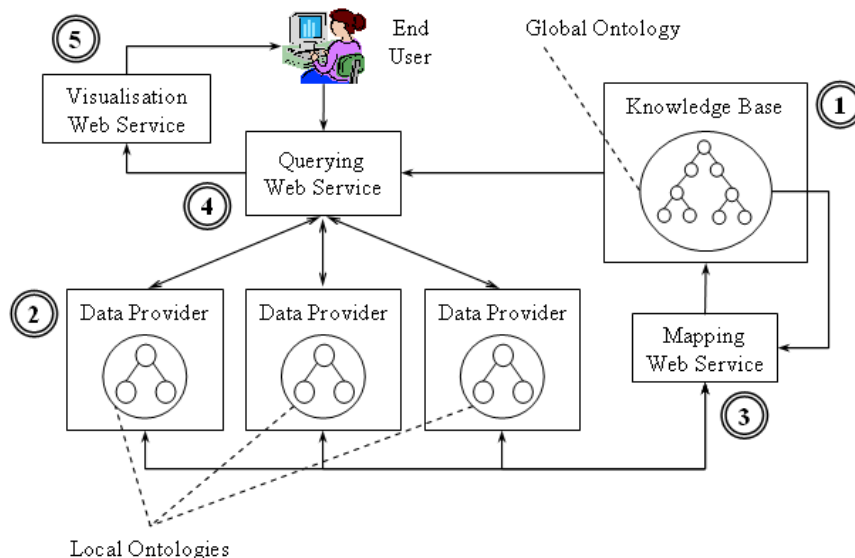 5
End
User
Global Ontology
Visualisation
Web Service
Knowledge Base
1
Querying
Web Service
4
2
Data Provider
Data Provider
Data Provider
Mapping
Web Service
3
Local Ontologies